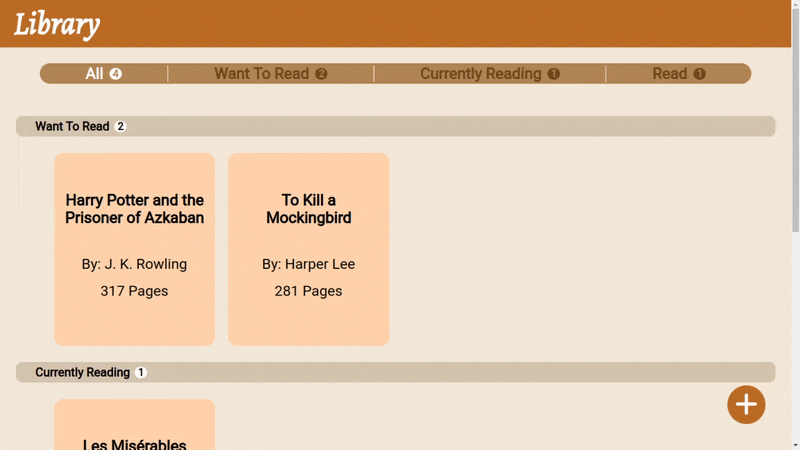 Library
All 4 Want To Read 2 Currently Reading 1 Read 1
Want To Read 2
Harry Potter and the
Prisoner of Azkaban
By: J. K. Rowling
317 Pages
To Kill a
Mockingbird
By: Harper Lee
281 Pages
Currently Reading 1
Les Misérables